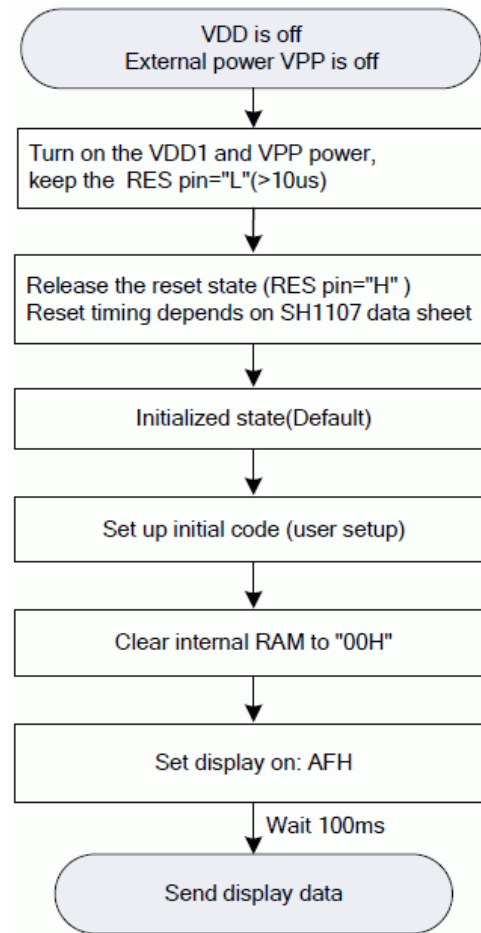 VDD is off
External power VPP is off
Turn on the VDD1 and VPP power,
keep the RES pin="L"(>10us)
Release the reset state (RES pin="H" )
Reset timing depends on SH1107 data sheet
Initialized state(Default)
Set up initial code (user setup)
Clear internal RAM to "00H"
Set display on: AFH
Wait 100ms
Send display data